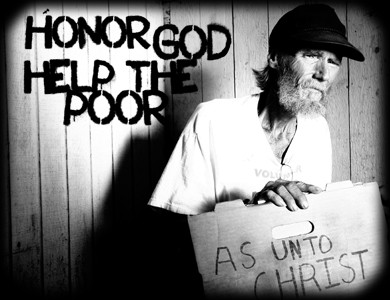 HONOR GOD
HELP THE
POOR
AS UNTO
CHRIST